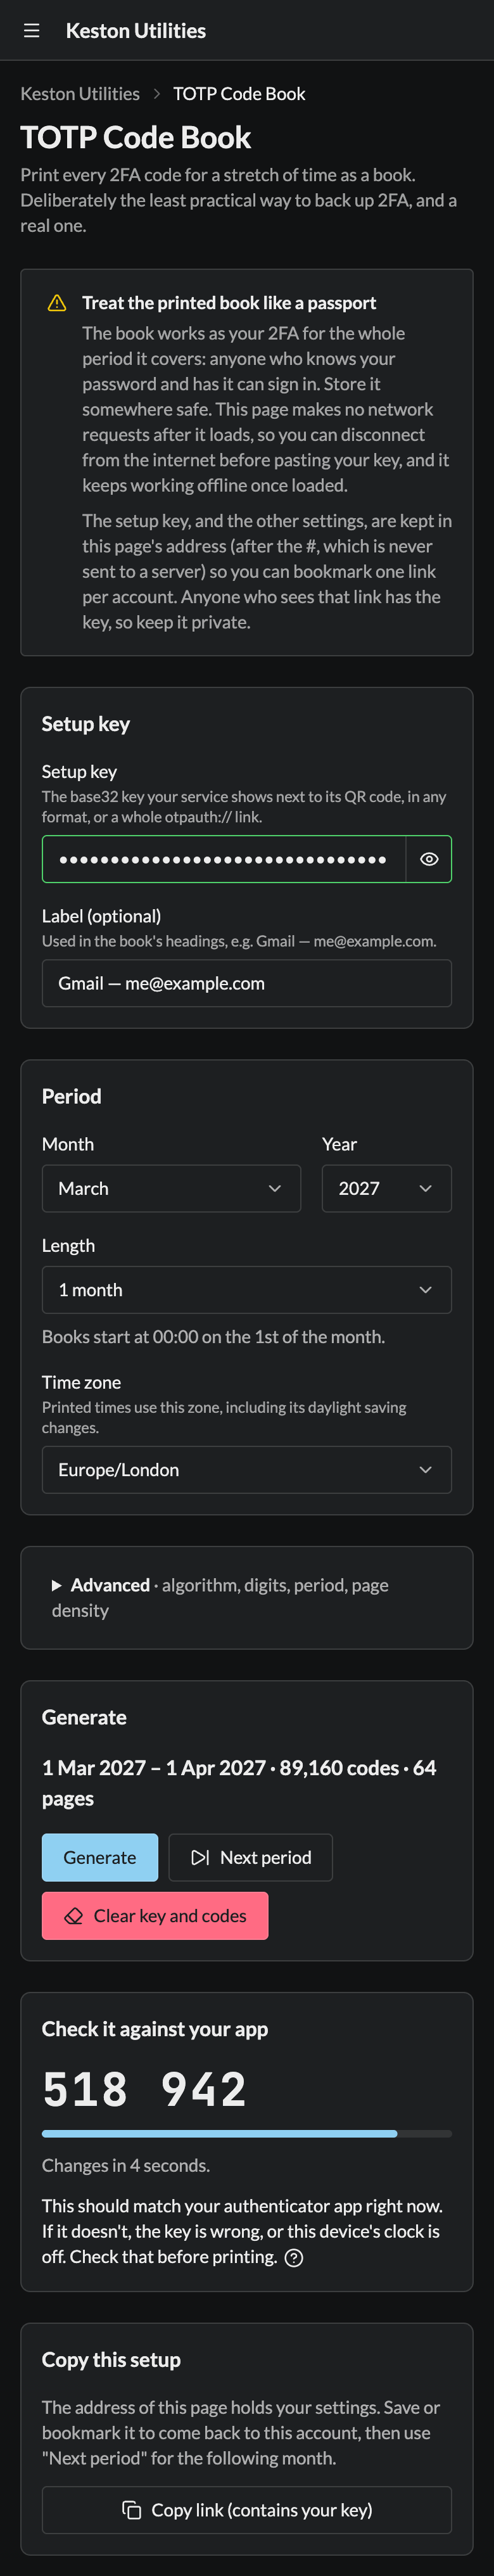 Keston Utilities
Keston Utilities > TOTP Code Book
TOTP Code Book
Print every 2FA code for a stretch of time as a book.
Deliberately the least practical way to back up 2FA, and a
real one.
Treat the printed book like a passport
The book works as your 2FA for the whole
period it covers: anyone who knows your
password and has it can sign in. Store it
somewhere safe. This page makes no network
requests after it loads, so you can disconnect
from the internet before pasting your key, and it
keeps working offline once loaded.
The setup key, and the other settings, are kept in
this page's address (after the #, which is never
sent to a server) so you can bookmark one link
per account. Anyone who sees that link has the
key, so keep it private.
Setup key
Setup key
The base32 key your service shows next to its QR code, in any
format, or a whole otpauth:// link.
••••••••••••••••••••••••••••••••
Label (optional)
Used in the book's headings, e.g. Gmail — me@example.com.
Gmail — me@example.com
Period
Month Year
March 2027
Length
1 month
Books start at 00:00 on the 1st of the month.
Time zone
Printed times use this zone, including its daylight saving
changes.
Europe/London
Advanced · algorithm, digits, period, page
density
Generate
1 Mar 2027 – 1 Apr 2027 · 89,160 codes · 64
pages
Generate Next period
Clear key and codes
Check it against your app
518 942
Changes in 4 seconds.
This should match your authenticator app right now.
If it doesn't, the key is wrong, or this device's clock is
off. Check that before printing.
Copy this setup
The address of this page holds your settings. Save or
bookmark it to come back to this account, then use
"Next period" for the following month.
Copy link (contains your key)